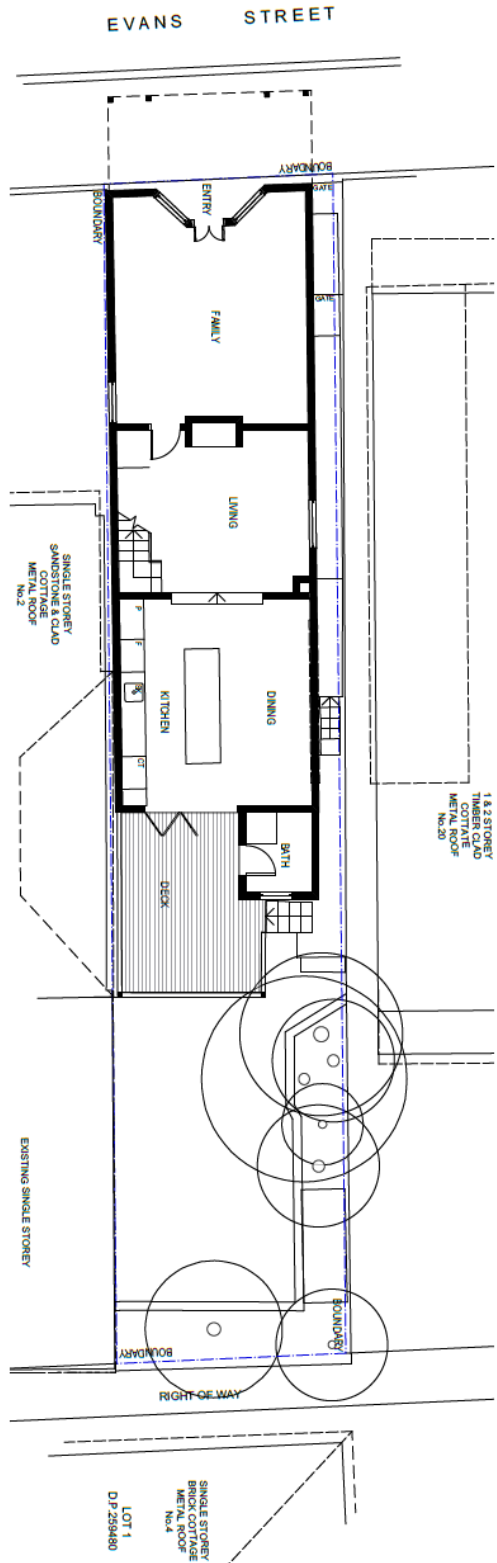 EVANS STREET
BOUNDARY
GATE
BOUNDARY
ENTRY
GATE
FAMILY
LIVING
SINGLE STOREY
SANDSTONE & CLAD
COTTAGE
METAL ROOF
No.2
P
F
DINING
KITCHEN
CT
1 & 2 STOREY
TIMBER CLAD
COTTATE
METAL ROOF
No.20
BATH
DECK
EXISTING SINGLE STOREY
BOUNDARY
BOUNDARY
RIGHT OF WAY
SINGLE STOREY
BRICK COTTAGE
METAL ROOF
No.4
LOT 1
D.P.259480